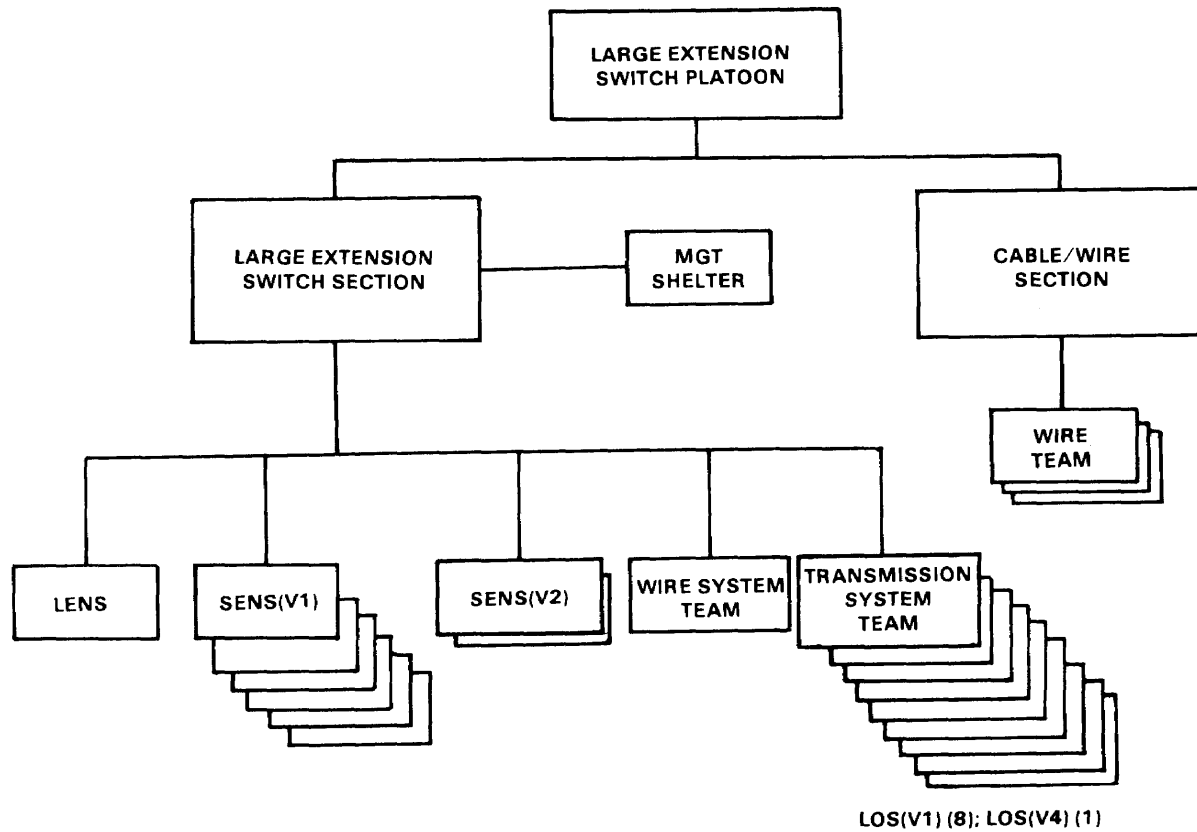 LARGE EXTENSION
SWITCH PLATOON
LARGE EXTENSION
SWITCH SECTION
MGT
SHELTER
CABLE/WIRE
SECTION
WIRE
TEAM
LENS
SENS(V1)
SENS(V2)
WIRE SYSTEM
TEAM
TRANSMISSION
SYSTEM
TEAM
LOS(V1) (8); LOS(V4) (1)